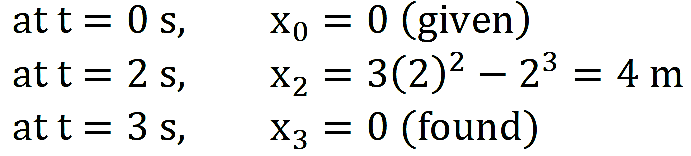 at t = 0 s, x₀ = 0 (given)
at t = 2 s, x₂ = 3(2)² − 2³ = 4 m
at t = 3 s, x₃ = 0 (found)